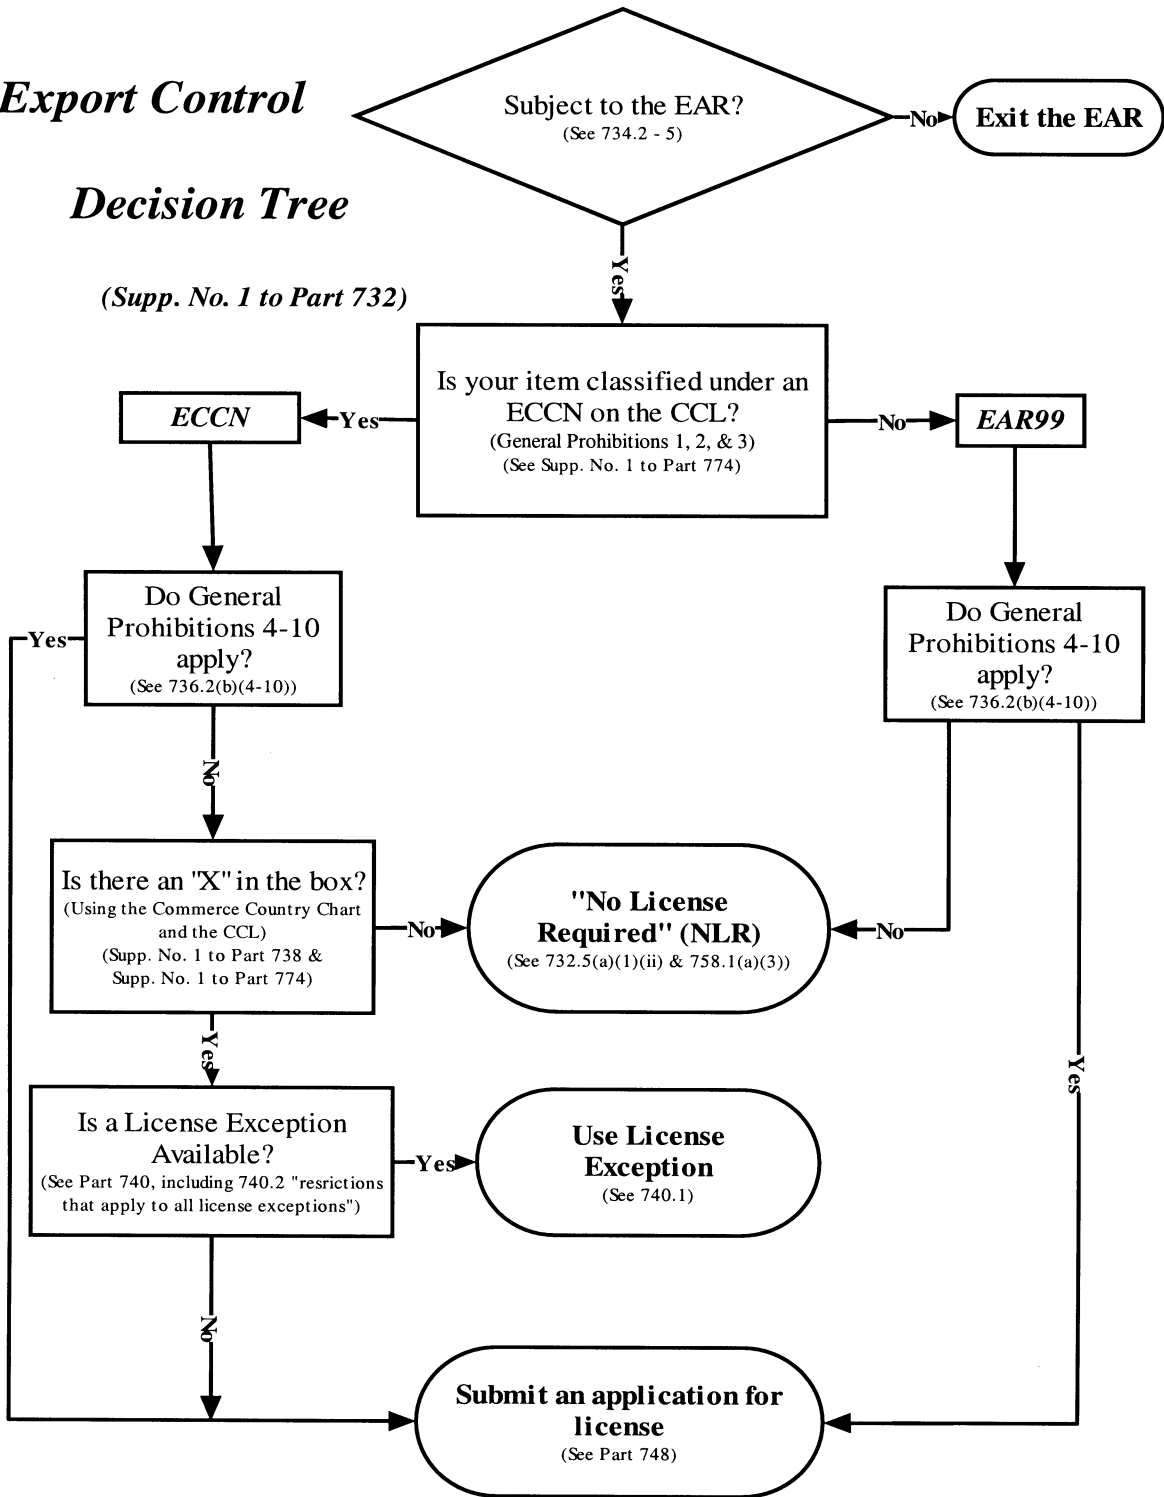 Export Control
Decision Tree
(Supp. No. 1 to Part 732)
Subject to the EAR?
(See 734.2 - 5)
No
Exit the EAR
Yes
Is your item classified under an
ECCN on the CCL?
(General Prohibitions 1, 2, & 3)
(See Supp. No. 1 to Part 774)
Yes
ECCN
No
EAR99
Do General
Prohibitions 4-10
apply?
(See 736.2(b)(4-10))
Yes
No
Do General
Prohibitions 4-10
apply?
(See 736.2(b)(4-10))
Is there an "X" in the box?
(Using the Commerce Country Chart
and the CCL)
(Supp. No. 1 to Part 738 &
Supp. No. 1 to Part 774)
No
"No License
Required" (NLR)
(See 732.5(a)(1)(ii) & 758.1(a)(3))
No
Yes
Yes
Is a License Exception
Available?
(See Part 740, including 740.2 "resrictions
that apply to all license exceptions")
Yes
Use License
Exception
(See 740.1)
No
Submit an application for
license
(See Part 748)